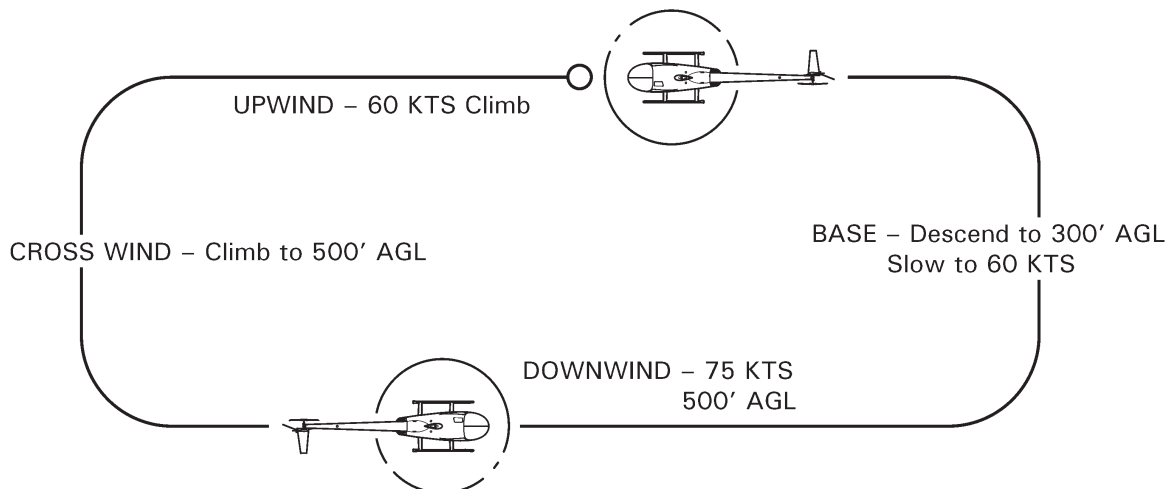 UPWIND – 60 KTS Climb
CROSS WIND – Climb to 500′ AGL
BASE – Descend to 300′ AGL
Slow to 60 KTS
DOWNWIND – 75 KTS
500′ AGL